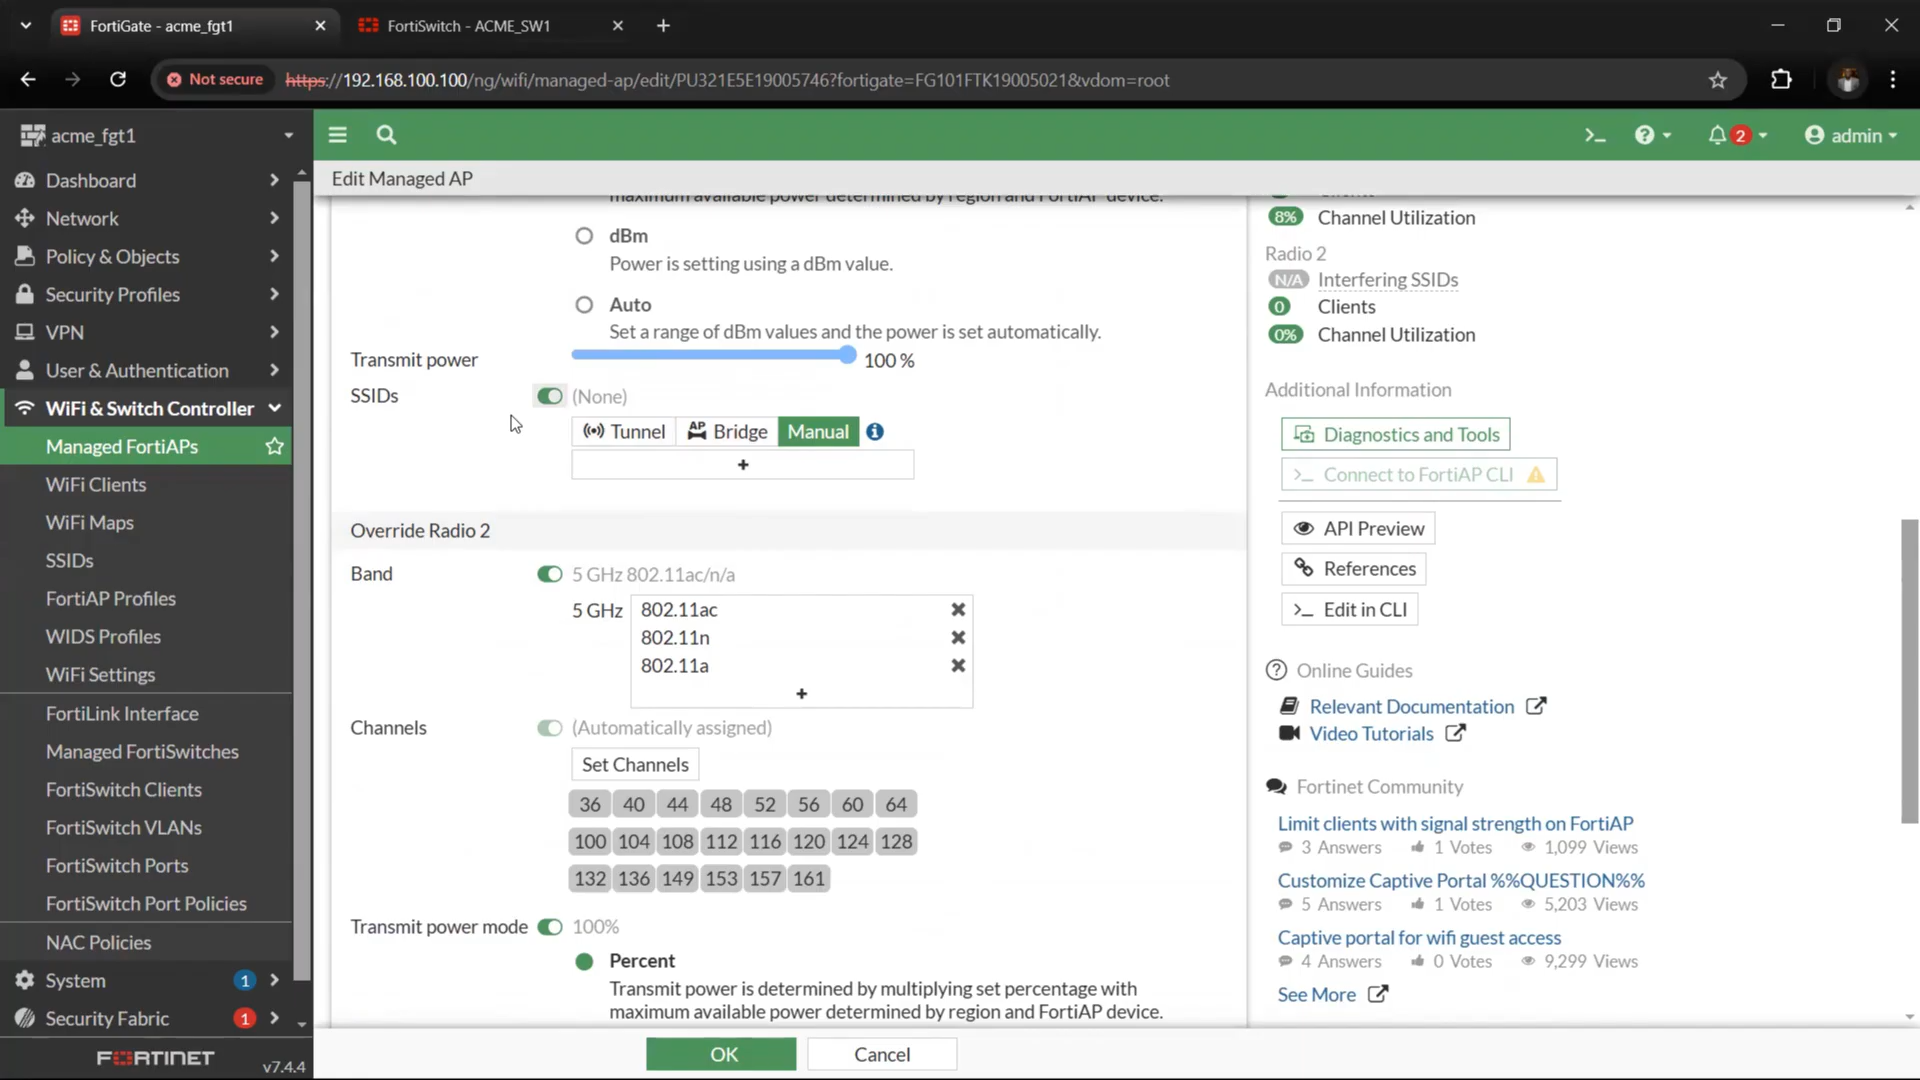 FortiGate - acme_fgt1
FortiSwitch - ACME_SW1
Not secure
https://192.168.100.100/ng/wifi/managed-ap/edit/PU321E5E19005746?fortigate=FG101FTK19005021&vdom=root
acme_fgt1
2
admin
Dashboard
Network
Policy & Objects
Security Profiles
VPN
User & Authentication
WiFi & Switch Controller
Managed FortiAPs
WiFi Clients
WiFi Maps
SSIDs
FortiAP Profiles
WIDS Profiles
WiFi Settings
FortiLink Interface
Managed FortiSwitches
FortiSwitch Clients
FortiSwitch VLANs
FortiSwitch Ports
FortiSwitch Port Policies
NAC Policies
System 1
Security Fabric 1
FORTINET v7.4.4
Edit Managed AP
maximum available power determined by region and FortiAP device.
dBm
Power is setting using a dBm value.
Auto
Set a range of dBm values and the power is set automatically.
Transmit power 100 %
SSIDs (None)
Tunnel AP Bridge Manual
+
Override Radio 2
Band 5 GHz 802.11ac/n/a
5 GHz 802.11ac
802.11n
802.11a
+
Channels (Automatically assigned)
Set Channels
36 40 44 48 52 56 60 64
100 104 108 112 116 120 124 128
132 136 149 153 157 161
Transmit power mode 100%
Percent
Transmit power is determined by multiplying set percentage with
maximum available power determined by region and FortiAP device.
OK Cancel
Clients
8% Channel Utilization
Radio 2
N/A Interfering SSIDs
0 Clients
0% Channel Utilization
Additional Information
Diagnostics and Tools
>_ Connect to FortiAP CLI
API Preview
References
>_ Edit in CLI
Online Guides
Relevant Documentation
Video Tutorials
Fortinet Community
Limit clients with signal strength on FortiAP
3 Answers 1 Votes 1,099 Views
Customize Captive Portal %%QUESTION%%
5 Answers 1 Votes 5,203 Views
Captive portal for wifi guest access
4 Answers 0 Votes 9,299 Views
See More